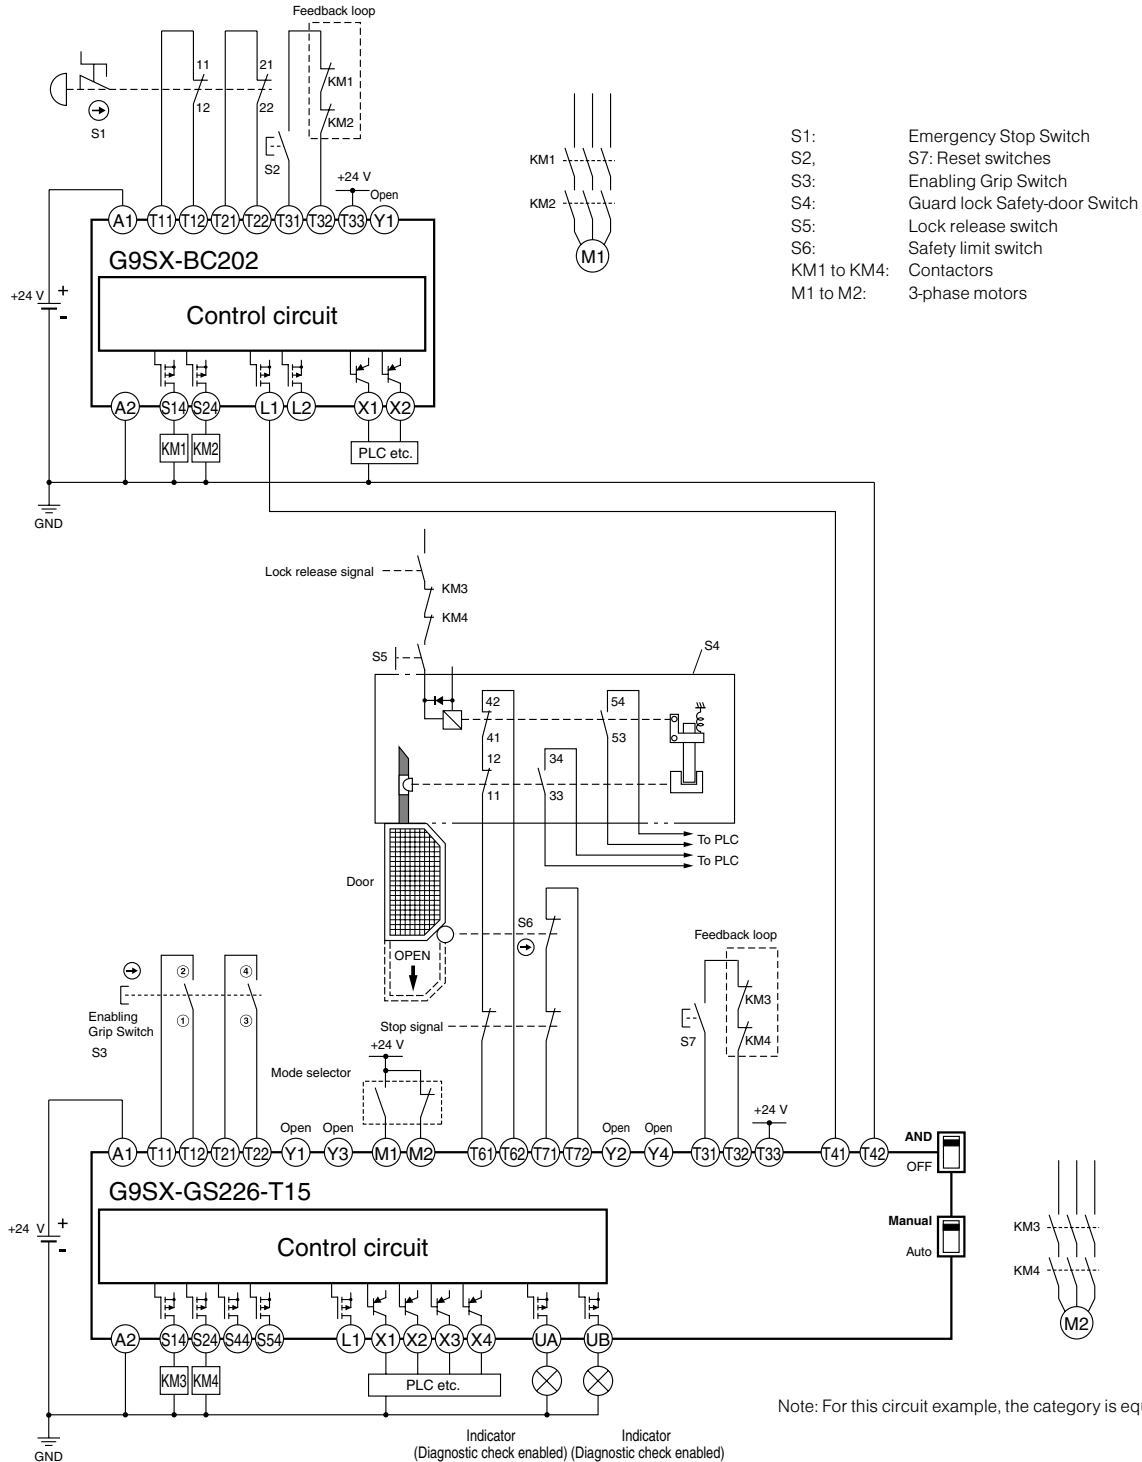 Feedback loop
11
21
KM1
12
22
KM2
S1
S2
+24 V
Open
A1
T11
T12
T21
T22
T31
T32
T33
Y1
G9SX-BC202
+24 V
+
-
Control circuit
A2
S14
S24
L1
L2
X1
X2
KM1
KM2
PLC etc.
GND
KM1
KM2
M1
S1: Emergency Stop Switch
S2, S7: Reset switches
S3: Enabling Grip Switch
S4: Guard lock Safety-door Switch
S5: Lock release switch
S6: Safety limit switch
KM1 to KM4: Contactors
M1 to M2: 3-phase motors
Lock release signal
KM3
KM4
S5
S4
42
54
41
53
12
34
11
33
To PLC
To PLC
Door
S6
OPEN
Feedback loop
KM3
S7
KM4
②
④
①
③
Enabling
Grip Switch
S3
Stop signal
+24 V
Mode selector
+24 V
Open
Open
Open
Open
A1
T11
T12
T21
T22
Y1
Y3
M1
M2
T61
T62
T71
T72
Y2
Y4
T31
T32
T33
T41
T42
AND
OFF
G9SX-GS226-T15
Manual
Auto
+24 V
+
-
Control circuit
KM3
KM4
M2
A2
S14
S24
S44
S54
L1
X1
X2
X3
X4
UA
UB
KM3
KM4
PLC etc.
GND
Indicator
(Diagnostic check enabled)
Indicator
(Diagnostic check enabled)
Note: For this circuit example, the category is